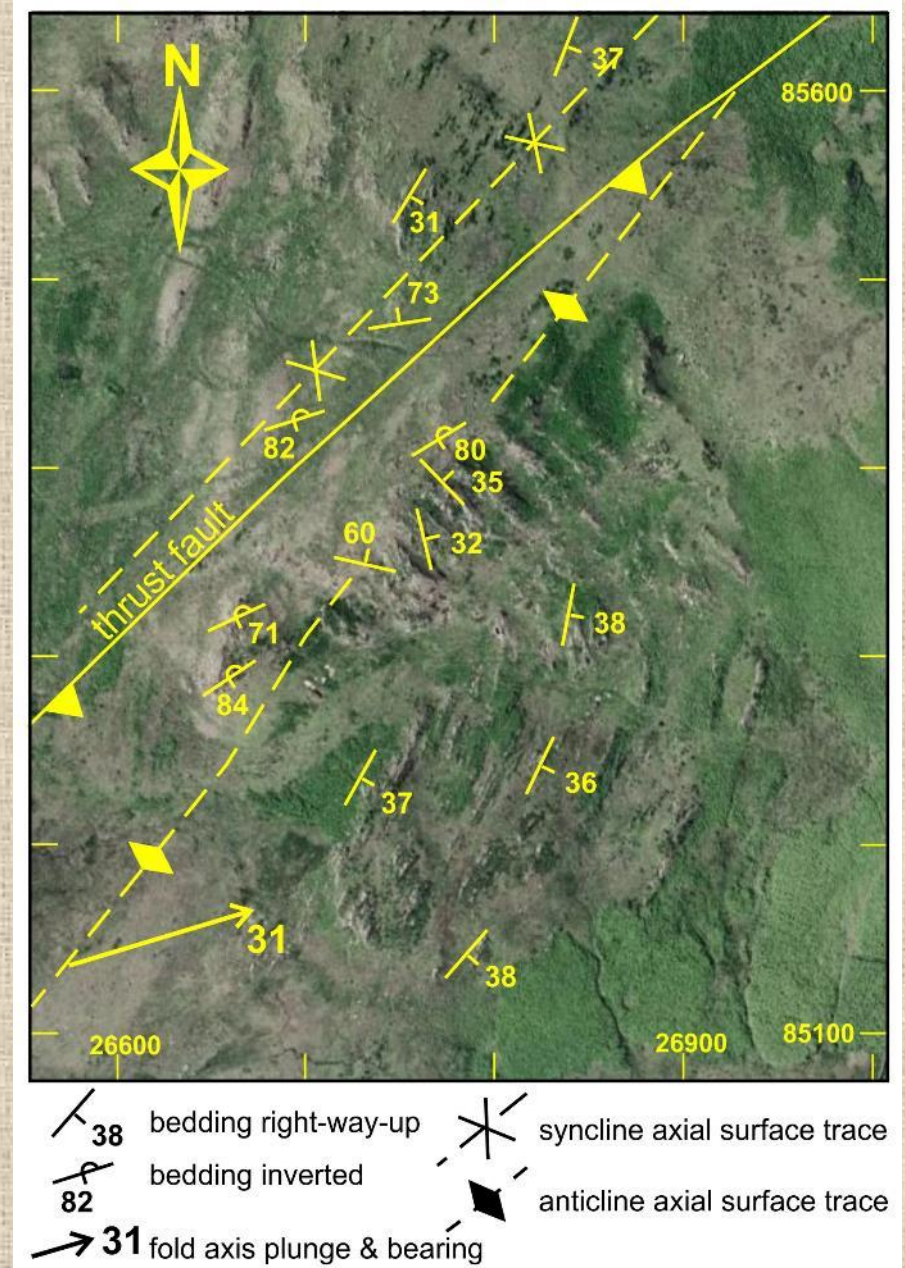 N
37
85600
31
73
82
80
35
60
32
thrust fault
71
38
84
36
37
31
38
26600
26900
85100
38 bedding right-way-up
syncline axial surface trace
82 bedding inverted
anticline axial surface trace
31 fold axis plunge & bearing